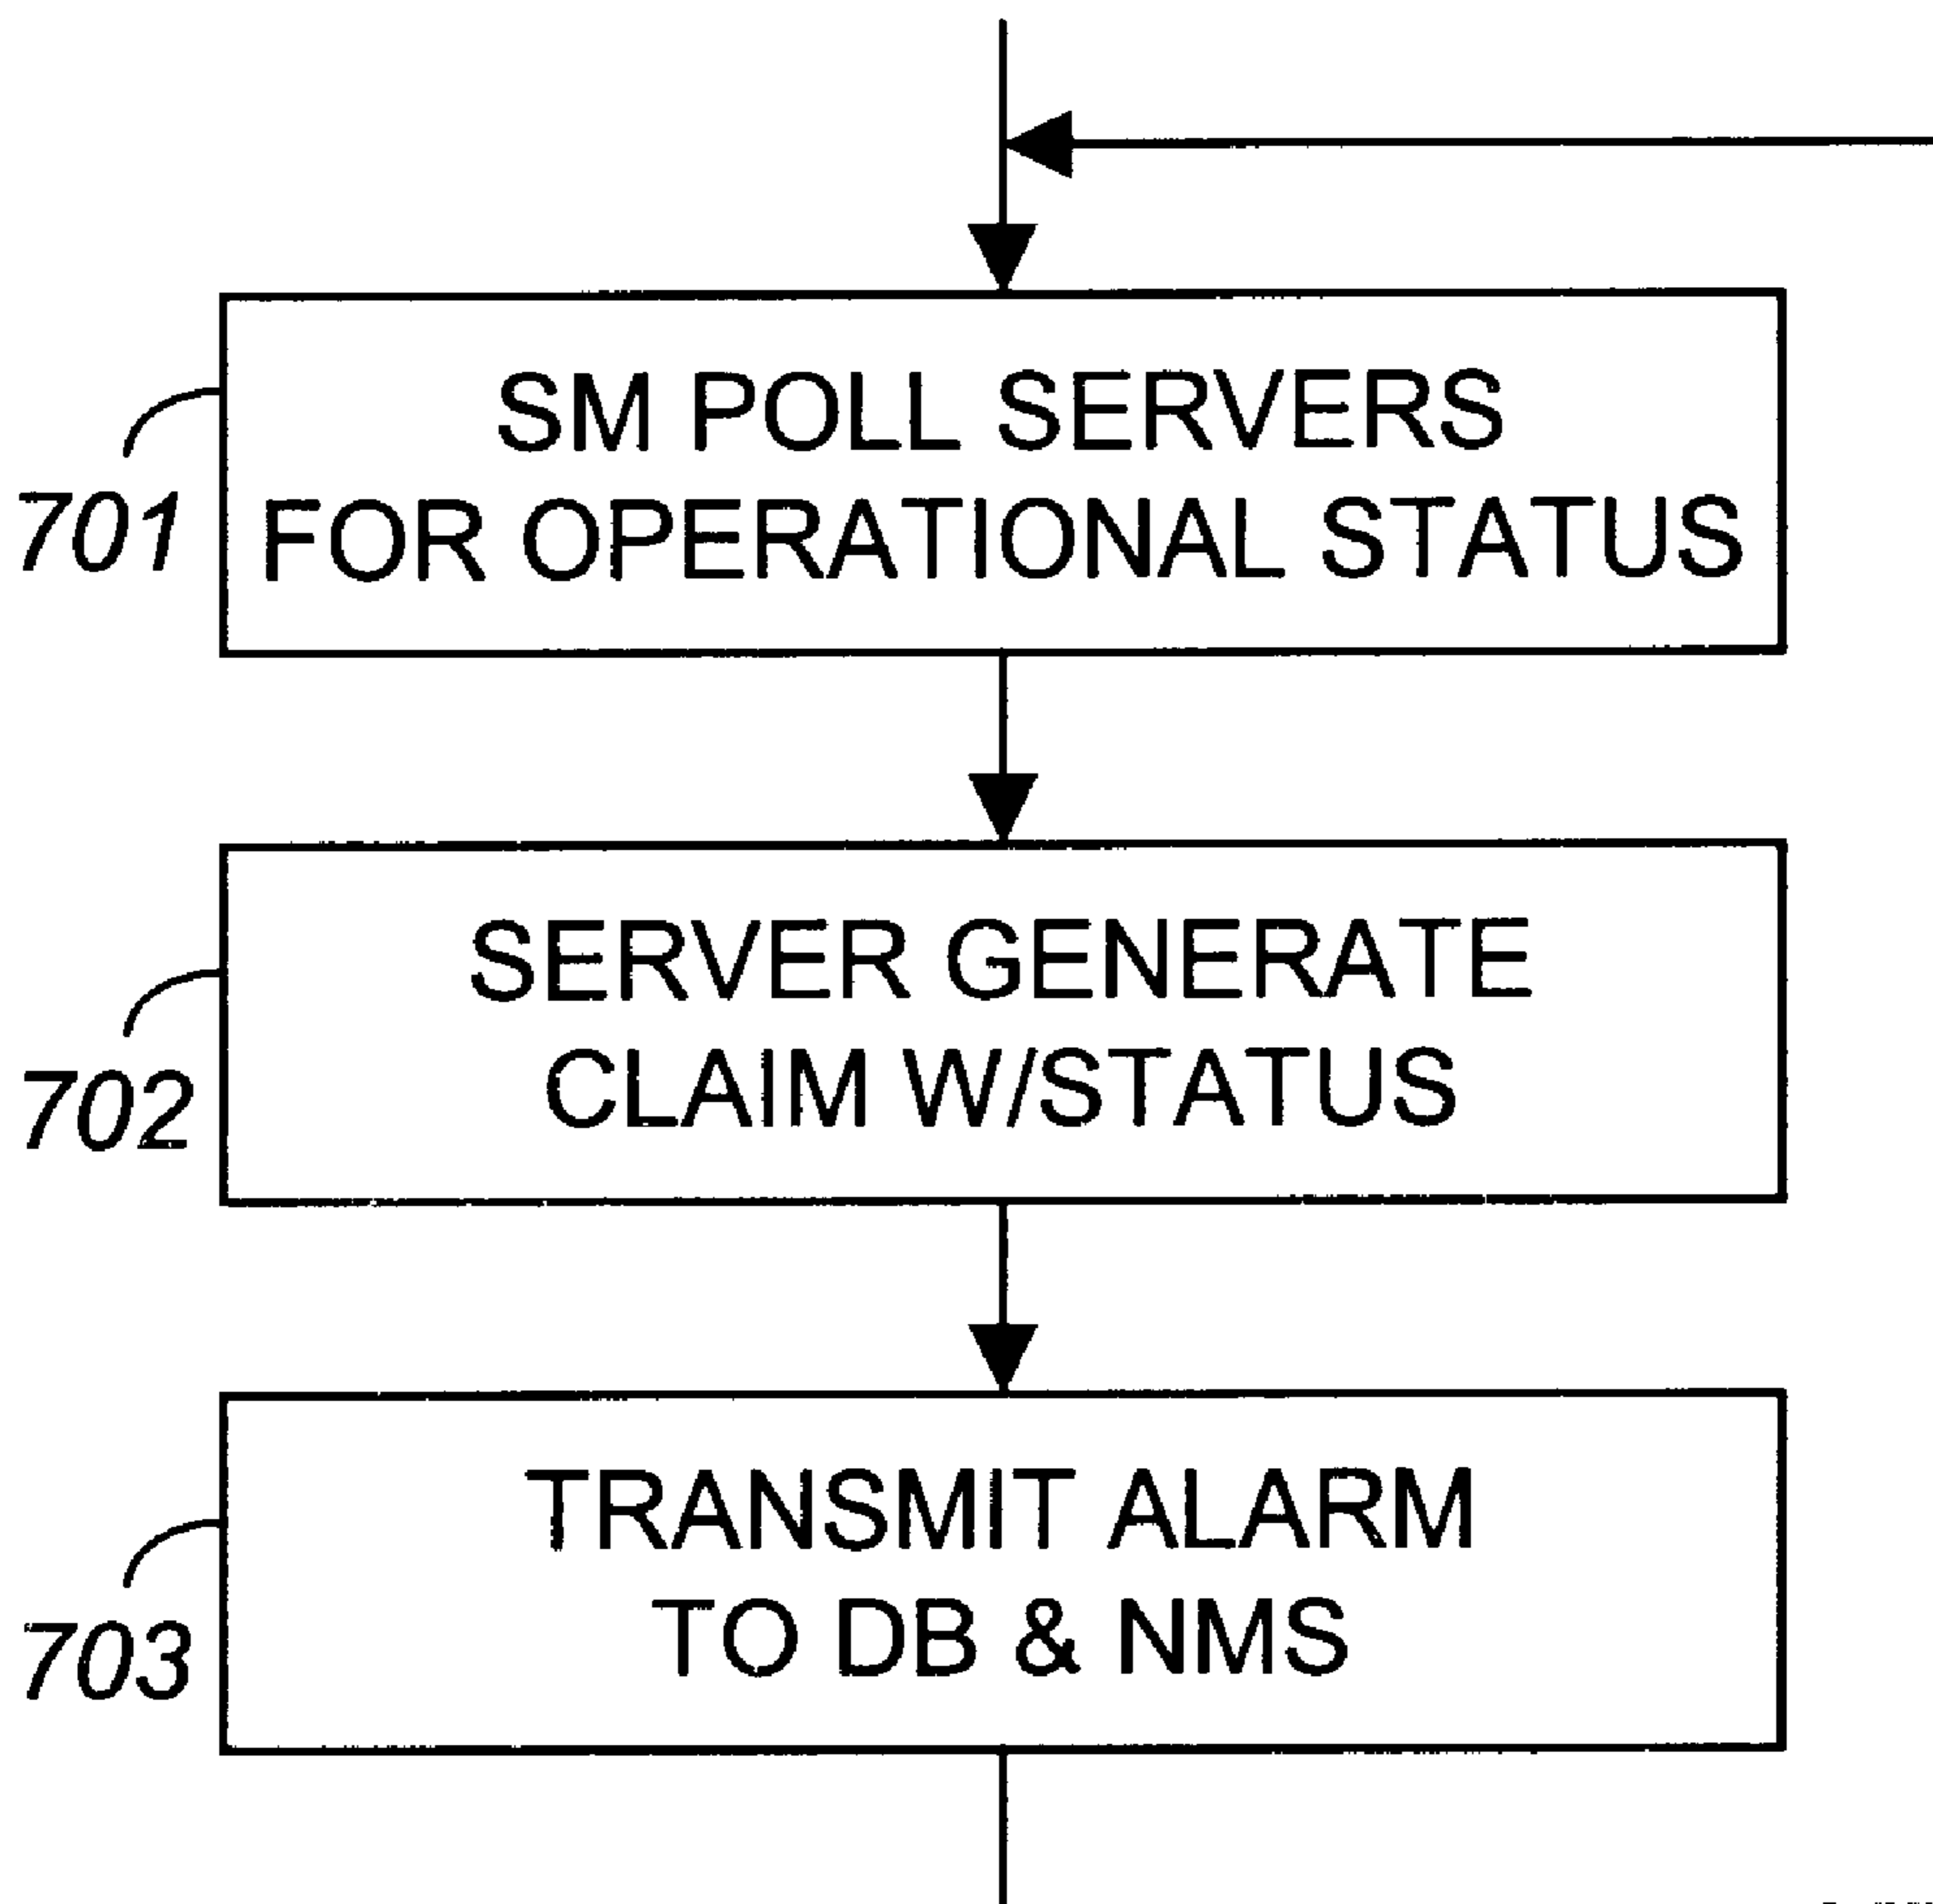 SM POLL SERVERS
FOR OPERATIONAL STATUS
701
SERVER GENERATE
CLAIM W/STATUS
702
TRANSMIT ALARM
TO DB & NMS
703